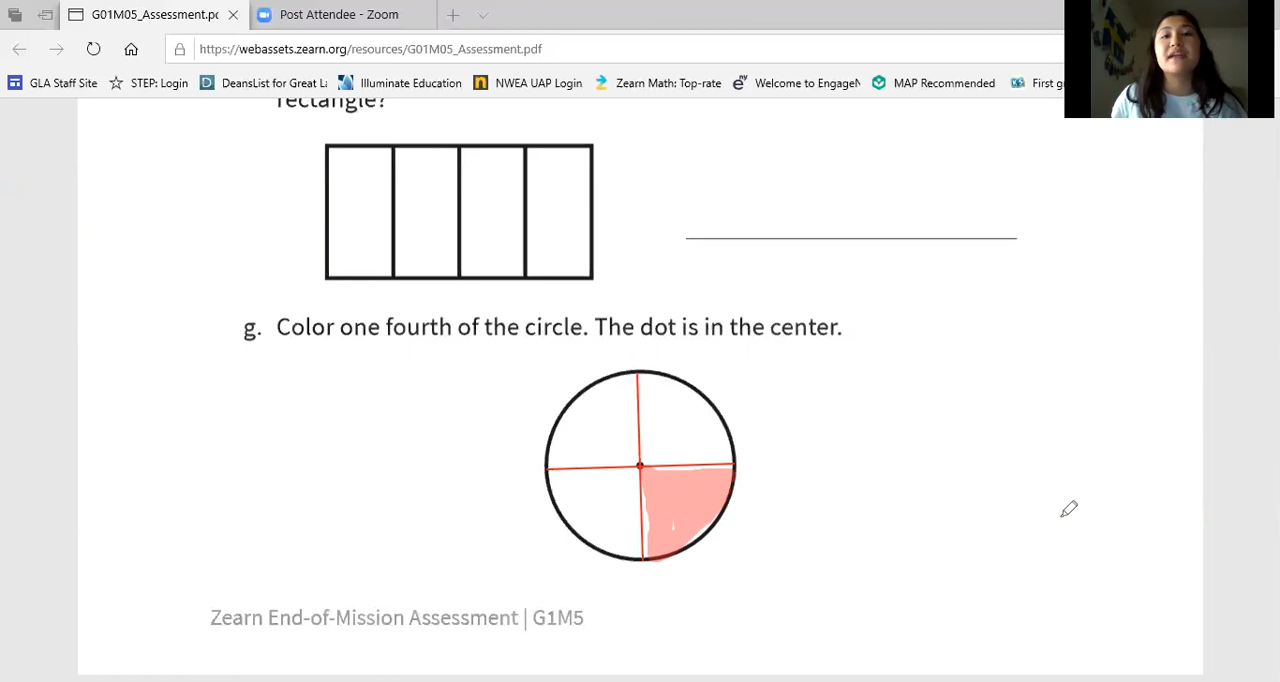 G01M05_Assessment.pd
Post Attendee - Zoom
https://webassets.zearn.org/resources/G01M05_Assessment.pdf
GLA Staff Site STEP: Login DeansList for Great L Illuminate Education NWEA UAP Login Zearn Math: Top-rate Welcome to EngageN MAP Recommended First g
rectangle?
g. Color one fourth of the circle. The dot is in the center.
Zearn End-of-Mission Assessment | G1M5